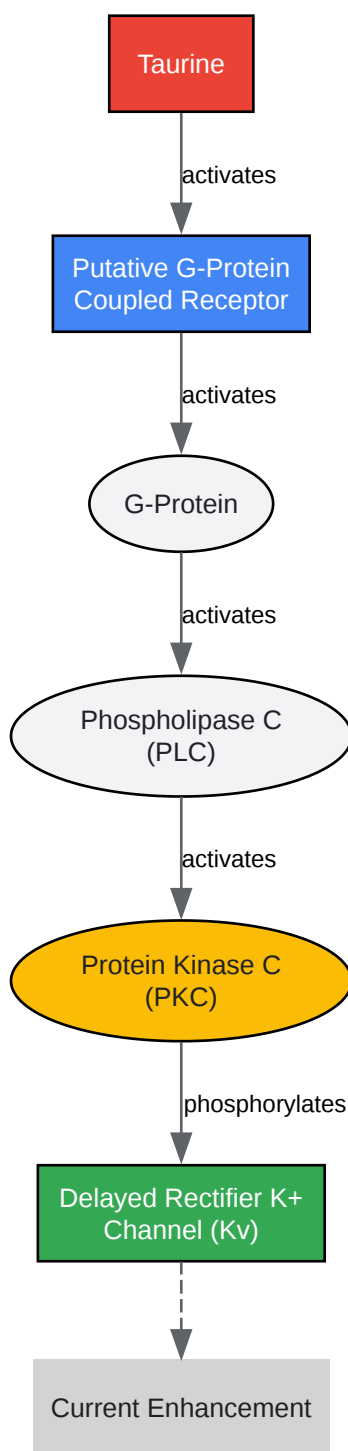 Taurine
activates
Putative G-Protein
Coupled Receptor
activates
G-Protein
activates
Phospholipase C
(PLC)
activates
Protein Kinase C
(PKC)
phosphorylates
Delayed Rectifier K+
Channel (Kv)
Current Enhancement